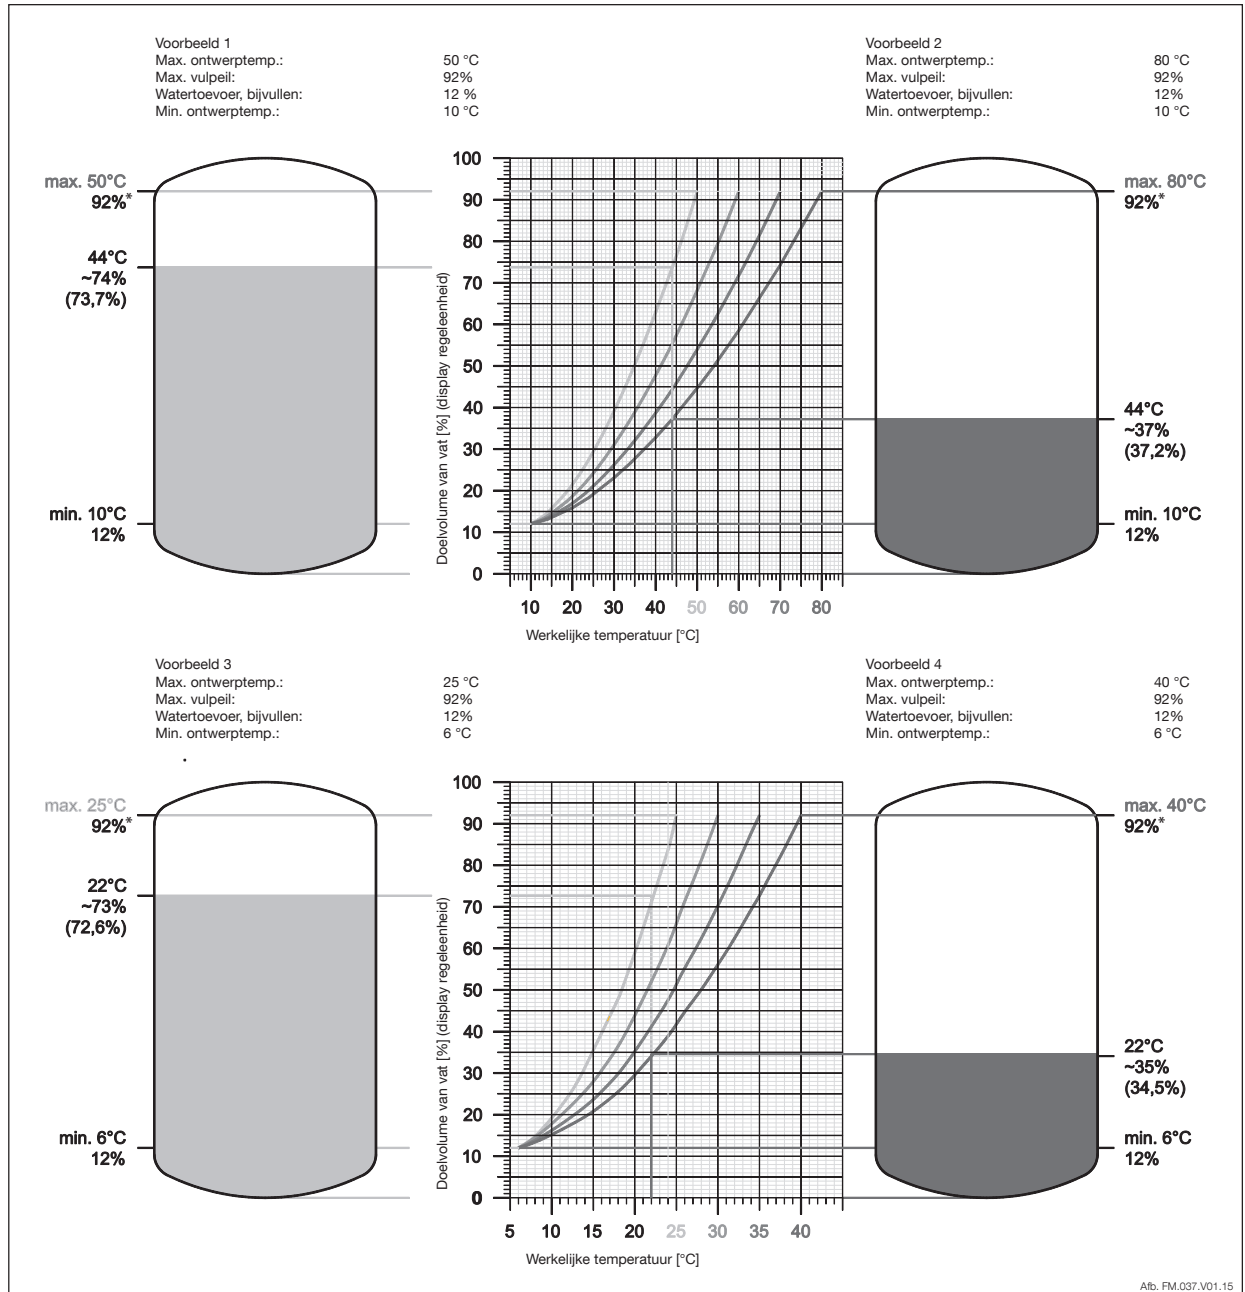 Voorbeeld 1
Max. ontwerptemp.: 50 °C
Max. vulpeil: 92%
Watertoevoer, bijvullen: 12 %
Min. ontwerptemp.: 10 °C
Voorbeeld 2
Max. ontwerptemp.: 80 °C
Max. vulpeil: 92%
Watertoevoer, bijvullen: 12%
Min. ontwerptemp.: 10 °C
max. 50°C
92%*
44°C
~74%
(73,7%)
min. 10°C
12%
Doelvolume van vat [%] (display regeleenheid)
100
90
80
70
60
50
40
30
20
10
0
10 20 30 40 50 60 70 80
Werkelijke temperatuur [°C]
max. 80°C
92%*
44°C
~37%
(37,2%)
min. 10°C
12%
Voorbeeld 3
Max. ontwerptemp.: 25 °C
Max. vulpeil: 92%
Watertoevoer, bijvullen: 12%
Min. ontwerptemp.: 6 °C
Voorbeeld 4
Max. ontwerptemp.: 40 °C
Max. vulpeil: 92%
Watertoevoer, bijvullen: 12%
Min. ontwerptemp.: 6 °C
max. 25°C
92%*
22°C
~73%
(72,6%)
min. 6°C
12%
Doelvolume van vat [%] (display regeleenheid)
100
90
80
70
60
50
40
30
20
10
0
5 10 15 20 25 30 35 40
Werkelijke temperatuur [°C]
max. 40°C
92%*
22°C
~35%
(34,5%)
min. 6°C
12%
Afb. FM.037.V01.15